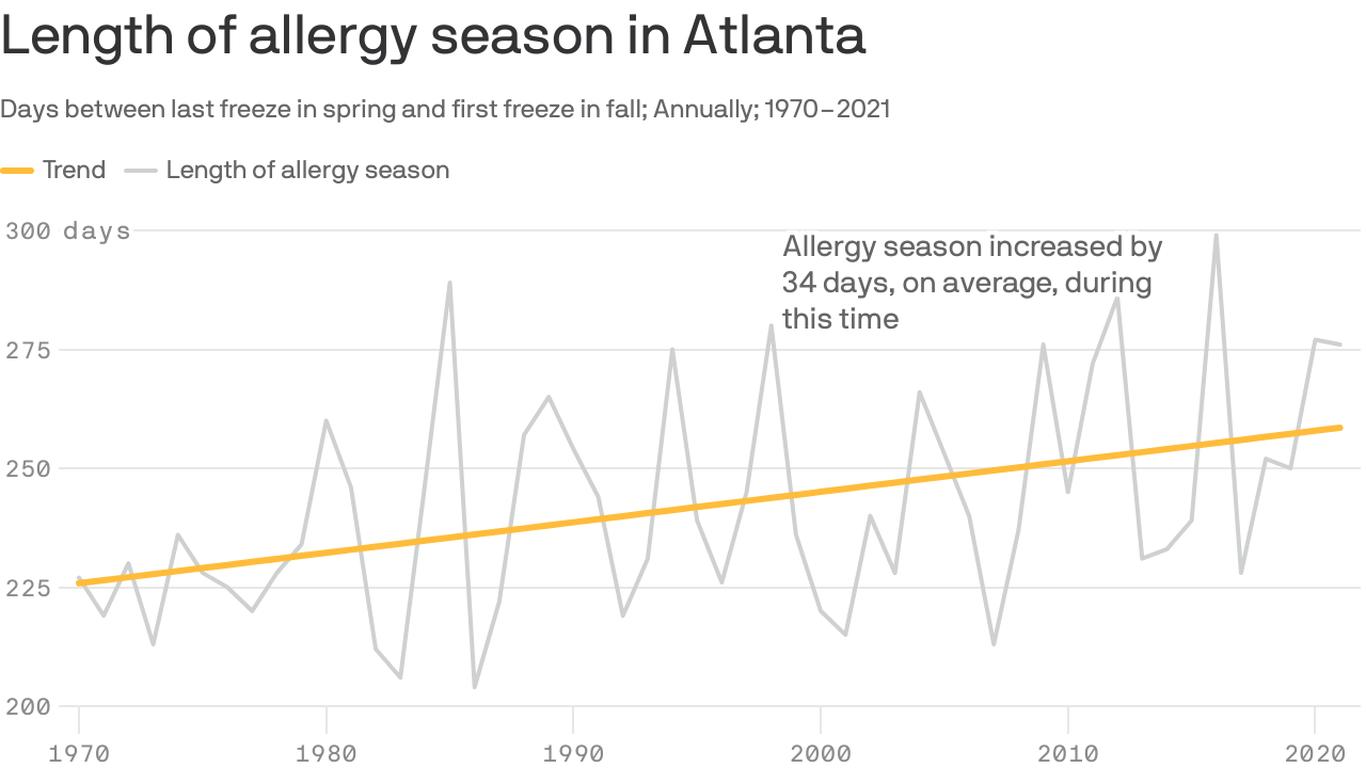 Length of allergy season in Atlanta
Days between last freeze in spring and first freeze in fall; Annually; 1970–2021
Trend Length of allergy season
300 days
Allergy season increased by
34 days, on average, during
this time
275
250
225
200
1970 1980 1990 2000 2010 2020